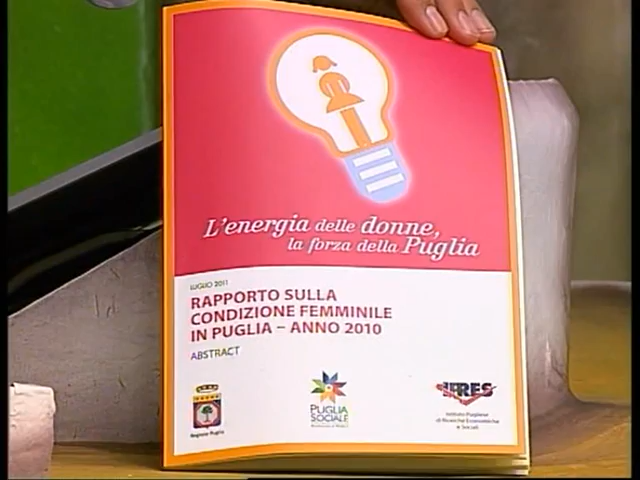 L'energia delle donne,
la forza della Puglia
LUGLIO 2011
RAPPORTO SULLA
CONDIZIONE FEMMINILE
IN PUGLIA – ANNO 2010
ABSTRACT
PUGLIA
SOCIALE
IPRES
Regione Puglia
Istituto Pugliese
di Ricerche Economiche
e Sociali